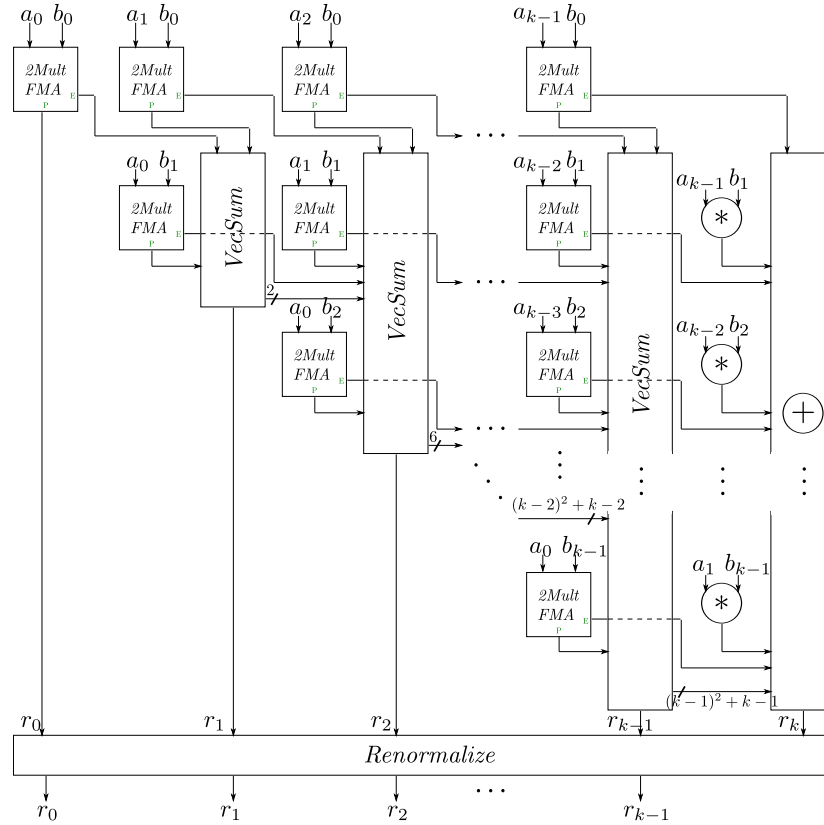 a₀ b₀ a₁ b₀ a₂ b₀ aₖ₋₁ b₀
2Mult 2Mult 2Mult 2Mult
FMA FMA FMA FMA
E E E E
P P P P
...
a₀ b₁ a₁ b₁ aₖ₋₂ b₁ aₖ₋₁ b₁
2Mult 2Mult 2Mult
FMA FMA FMA *
E E E
P P P
VecSum
2
...
VecSum
a₀ b₂ aₖ₋₃ b₂ aₖ₋₂ b₂
2Mult 2Mult
FMA FMA *
E E
P P
VecSum
+
6
...
(k−2)²+k−2
a₀ bₖ₋₁ a₁ bₖ₋₁
2Mult
FMA *
E
P
(k−1)²+k−1
r₀ r₁ r₂ rₖ₋₁ rₖ
Renormalize
r₀ r₁ r₂ ... rₖ₋₁